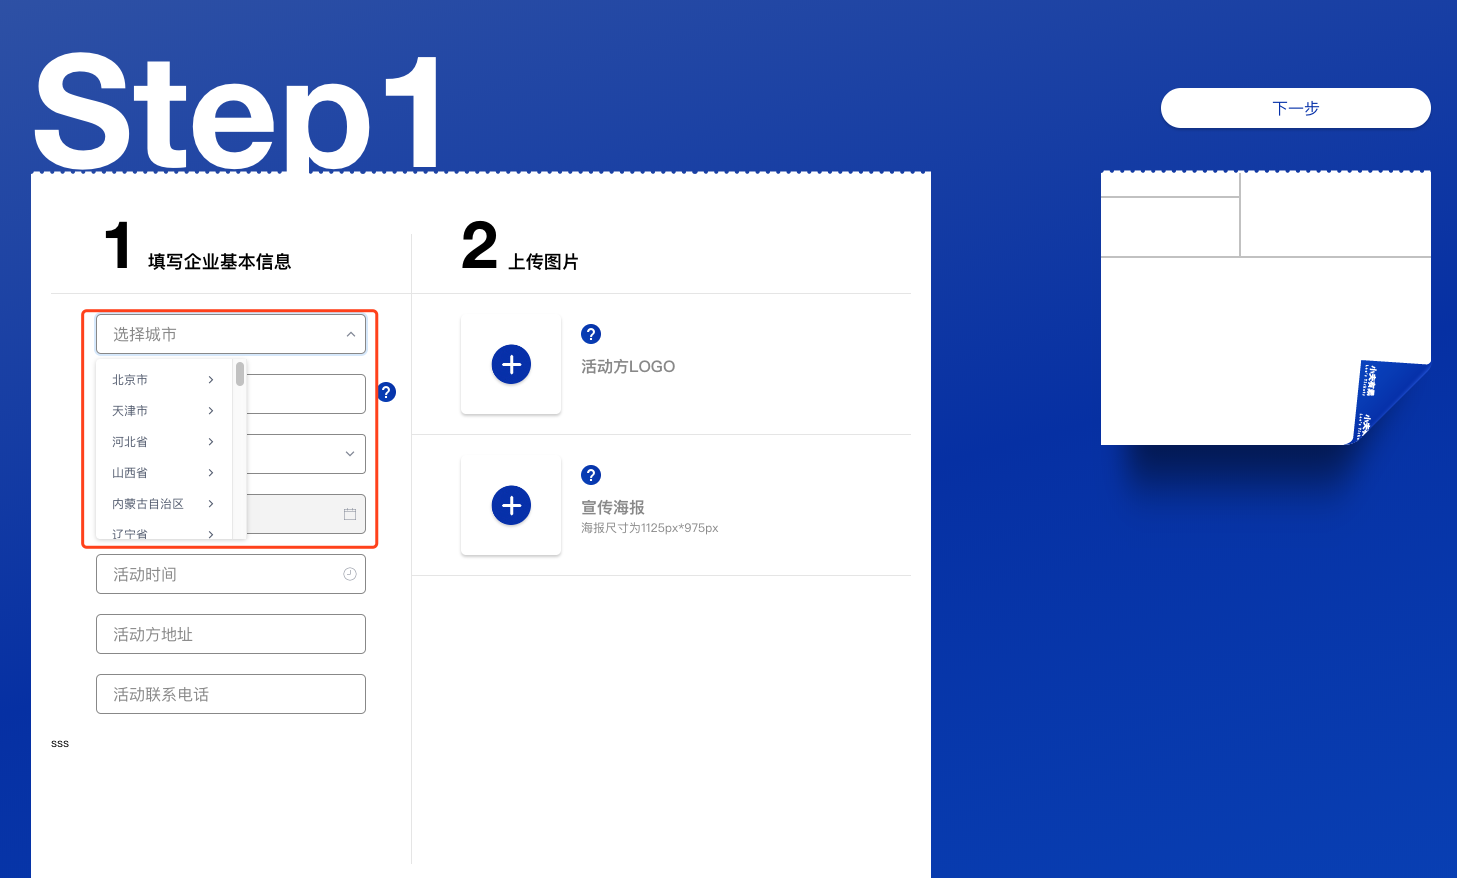 Step1
下一步
1 填写企业基本信息
2 上传图片
选择城市
北京市
天津市
河北省
山西省
内蒙古自治区
辽宁省
活动时间
活动方地址
活动联系电话
sss
?
?
活动方LOGO
?
宣传海报
海报尺寸为1125px*975px